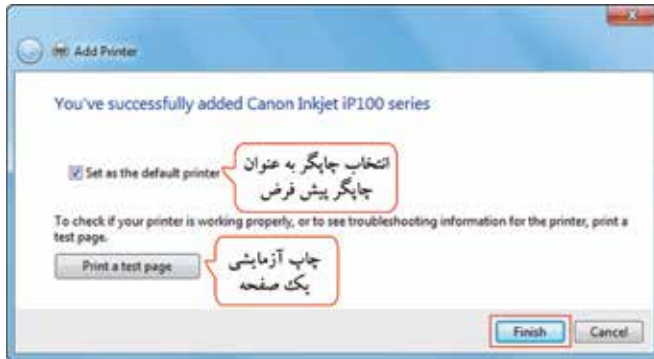 Add Printer
You've successfully added Canon Inkjet iP100 series
Set as the default printer
انتخاب چاپگر به عنوان
چاپگر پیش فرض
To check if your printer is working properly, or to see troubleshooting information for the printer, print a
test page.
Print a test page
چاپ آزمایشی
یک صفحه
Finish
Cancel